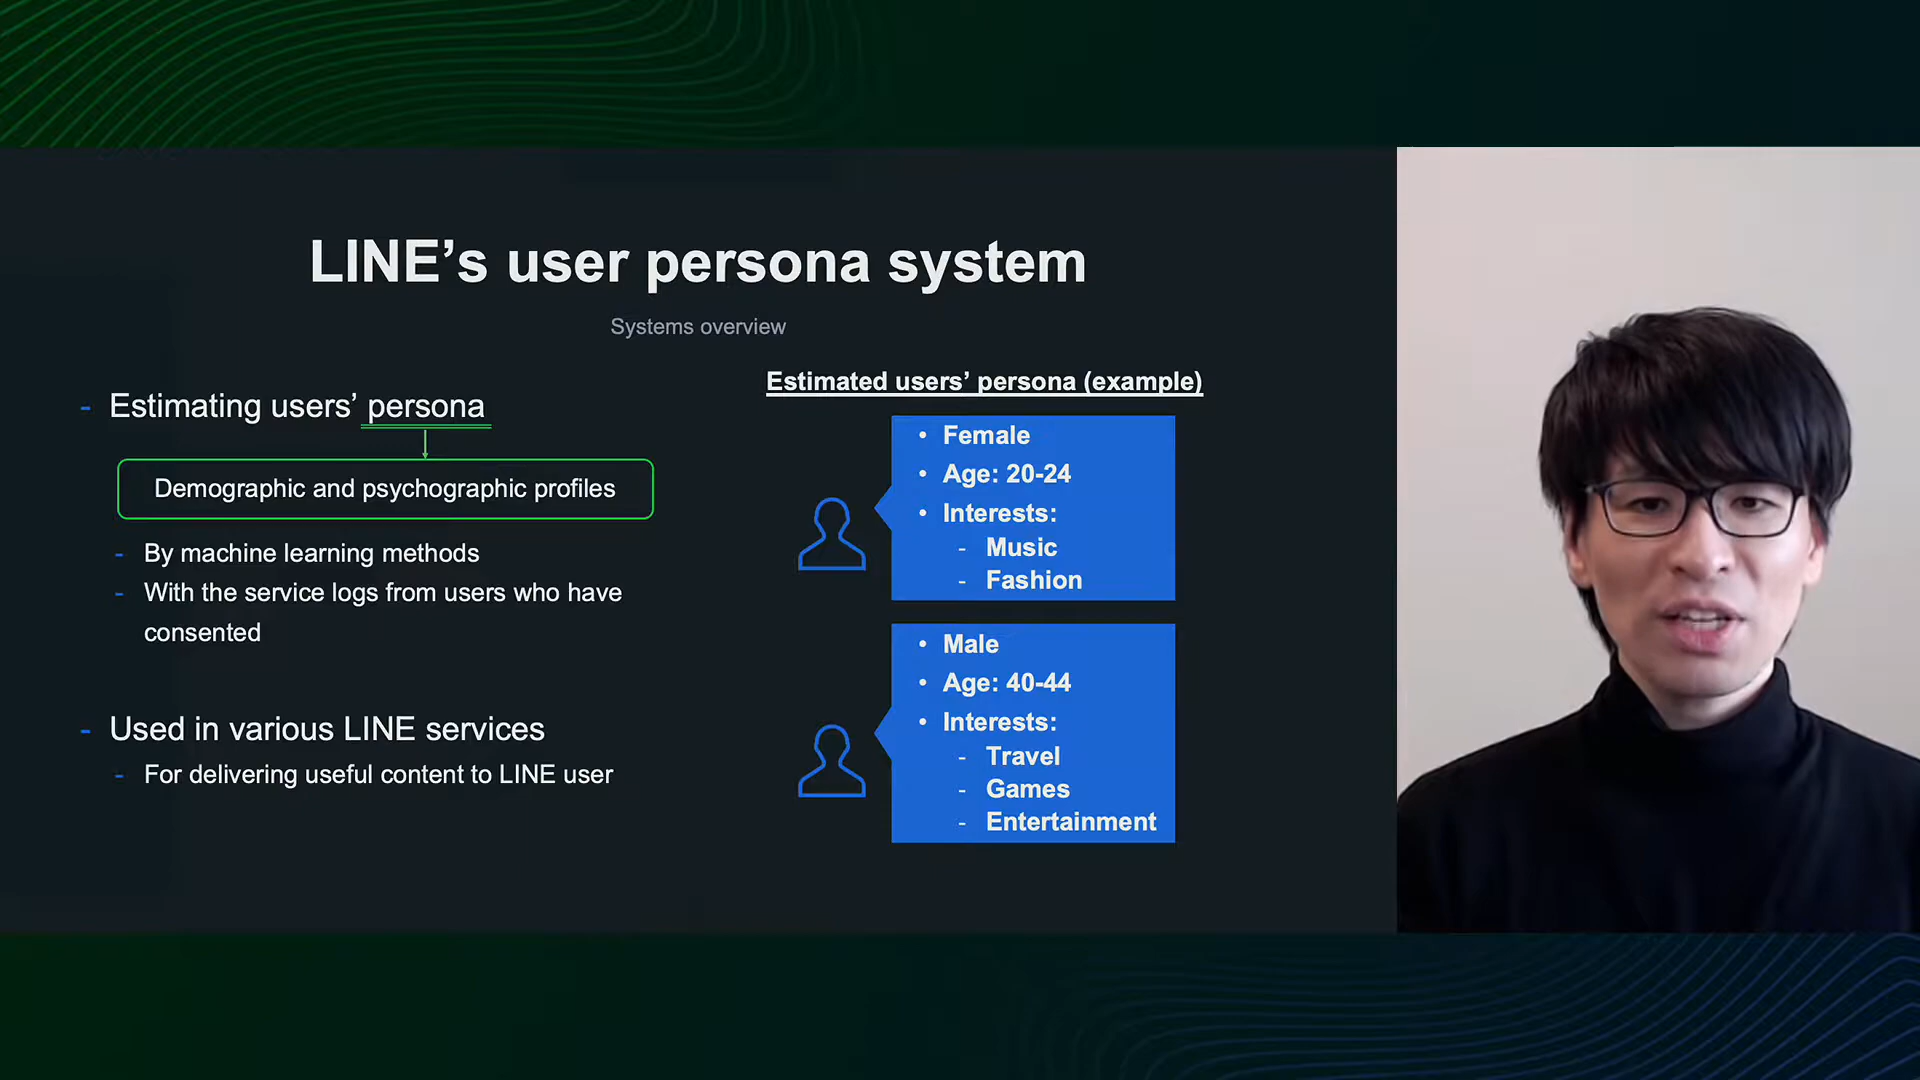 LINE’s user persona system
Systems overview
- Estimating users’ persona
Demographic and psychographic profiles
- By machine learning methods
- With the service logs from users who have
consented
- Used in various LINE services
- For delivering useful content to LINE user
Estimated users’ persona (example)
• Female
• Age: 20-24
• Interests:
- Music
- Fashion
• Male
• Age: 40-44
• Interests:
- Travel
- Games
- Entertainment